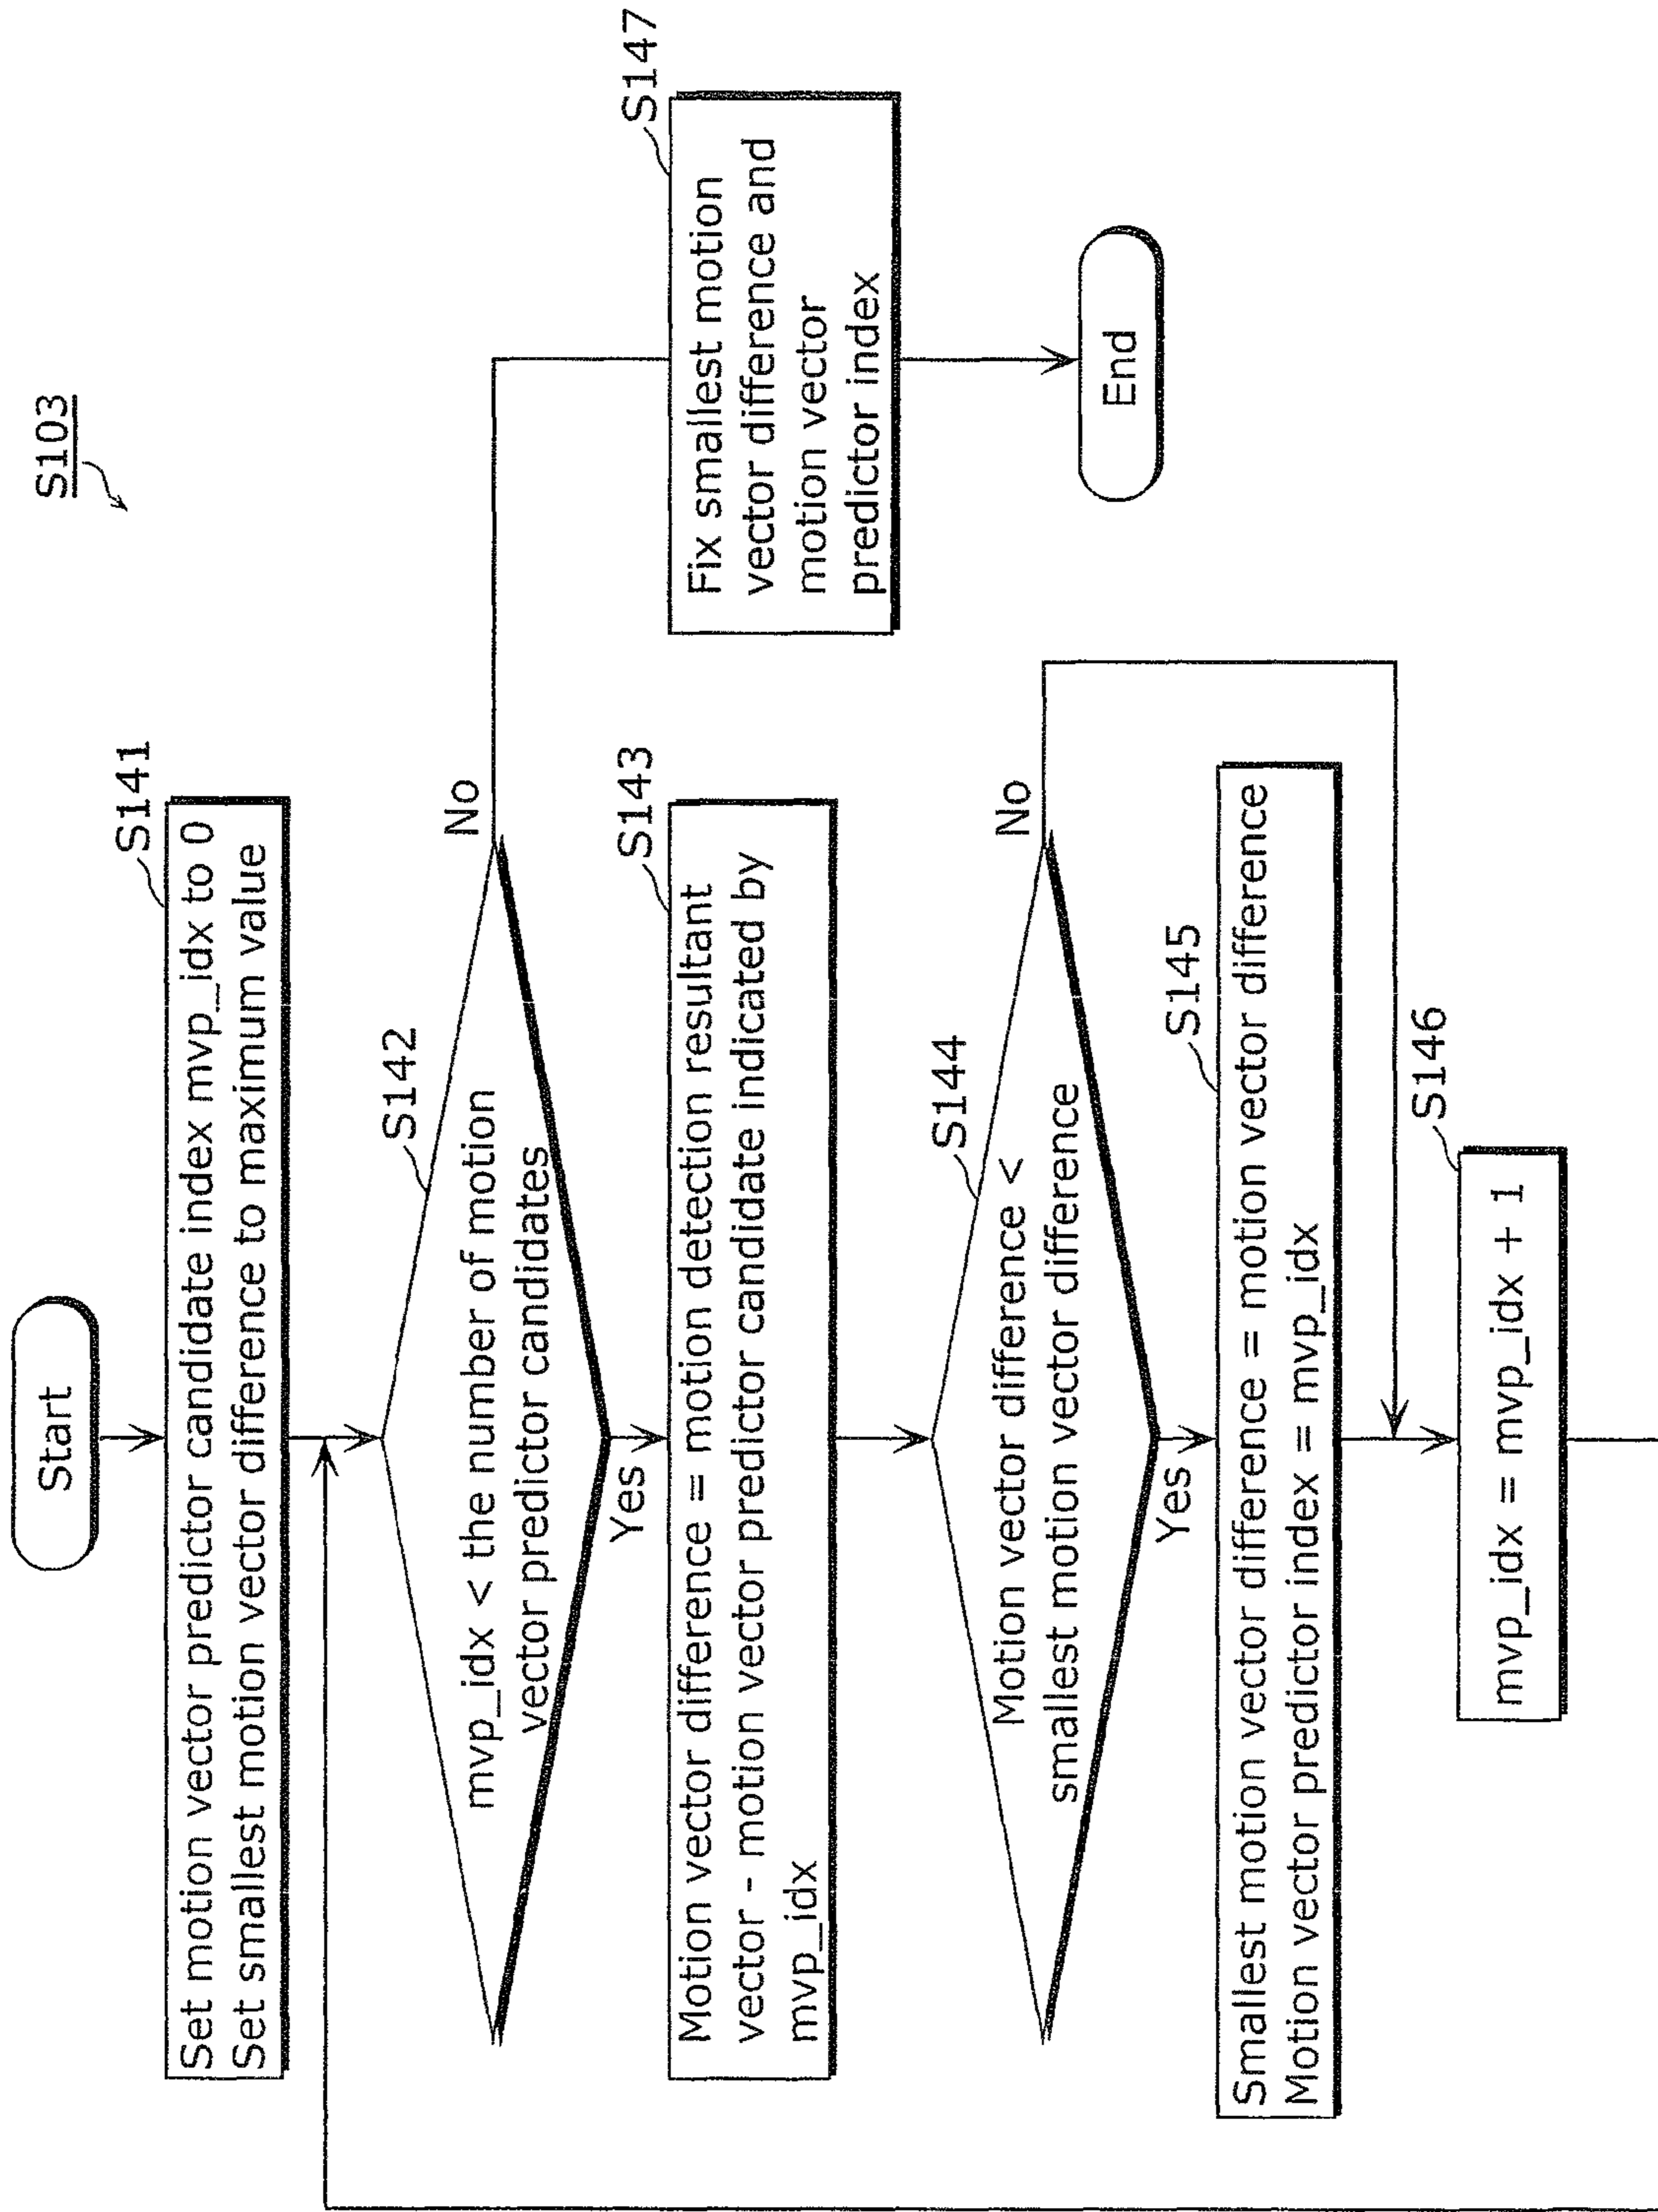 S103
Start
S141
Set motion vector predictor candidate index mvp_idx to 0
Set smallest motion vector difference to maximum value
S142
mvp_idx < the number of motion
vector predictor candidates
No
Yes
S143
Motion vector difference = motion detection resultant
vector - motion vector predictor candidate indicated by
mvp_idx
S144
Motion vector difference <
smallest motion vector difference
No
Yes
S145
Smallest motion vector difference = motion vector difference
Motion vector predictor index = mvp_idx
S146
mvp_idx = mvp_idx + 1
S147
Fix smallest motion
vector difference and
motion vector
predictor index
End